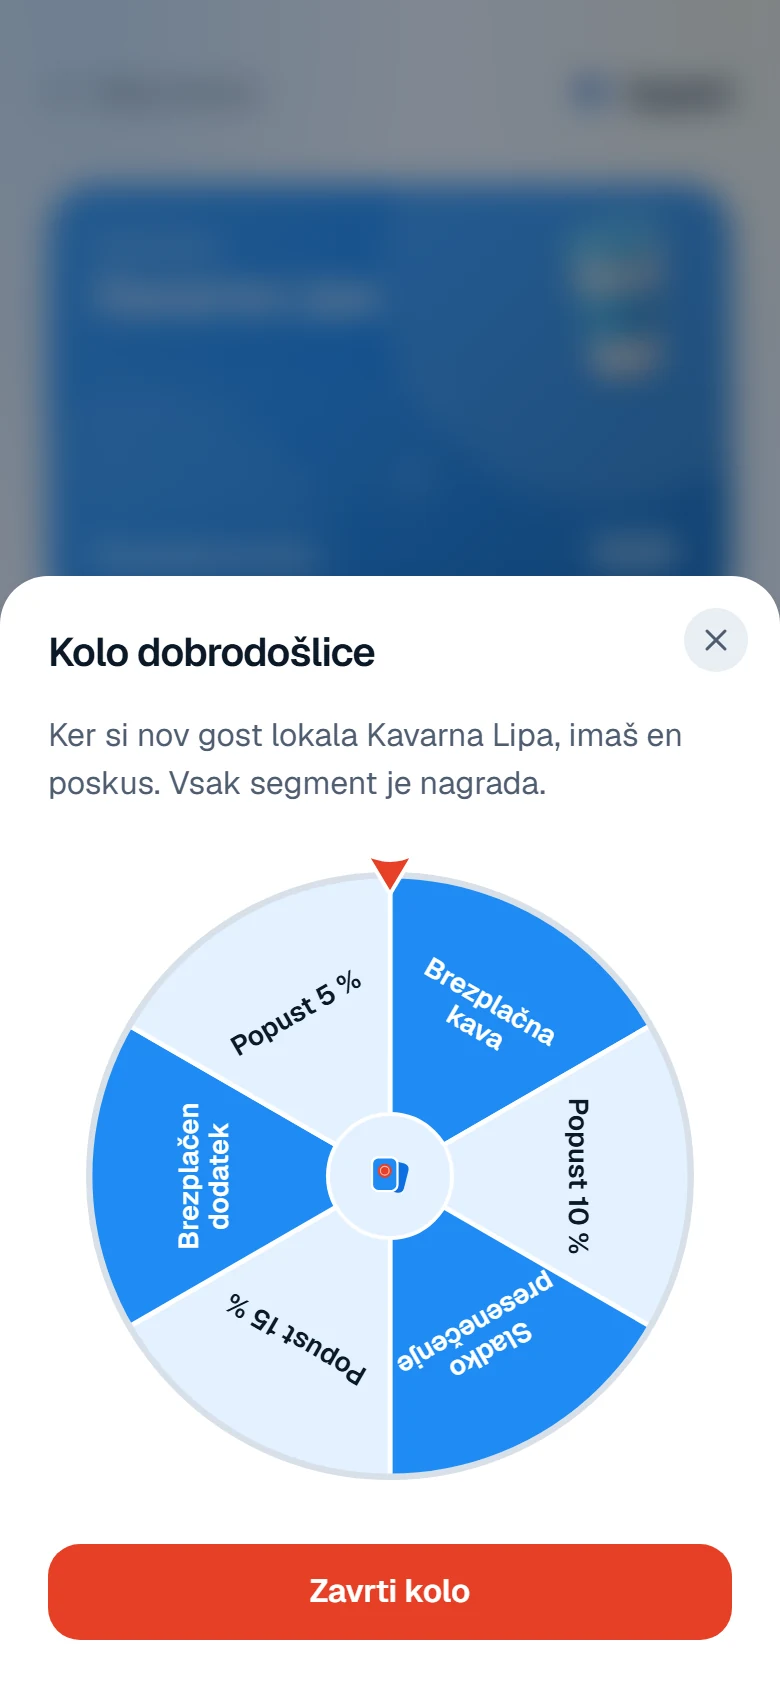 Kolo dobrodošlice
Ker si nov gost lokala Kavarna Lipa, imaš en
poskus. Vsak segment je nagrada.
Popust 5 %
Brezplačna
kava
Popust 10 %
Sladko
presenečenje
Popust 15 %
Brezplačen
dodatek
Zavrti kolo